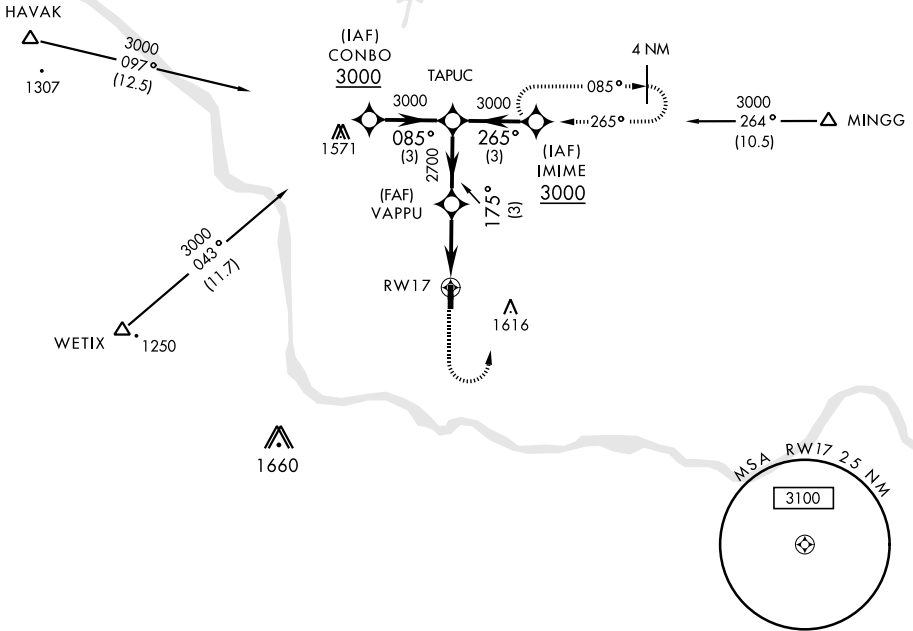 HAVAK
3000
097°
(12.5)
1307
(IAF)
CONBO
3000
TAPUC
4 NM
085°
265°
3000
264°
(10.5)
MINGG
1571
3000
085°
(3)
3000
265°
(3)
(IAF)
IMIME
3000
2700
(FAF)
VAPPU
175°
(3)
3000
043°
(11.7)
WETIX
1250
RW17
1616
1660
MSA RW17 25 NM
3100